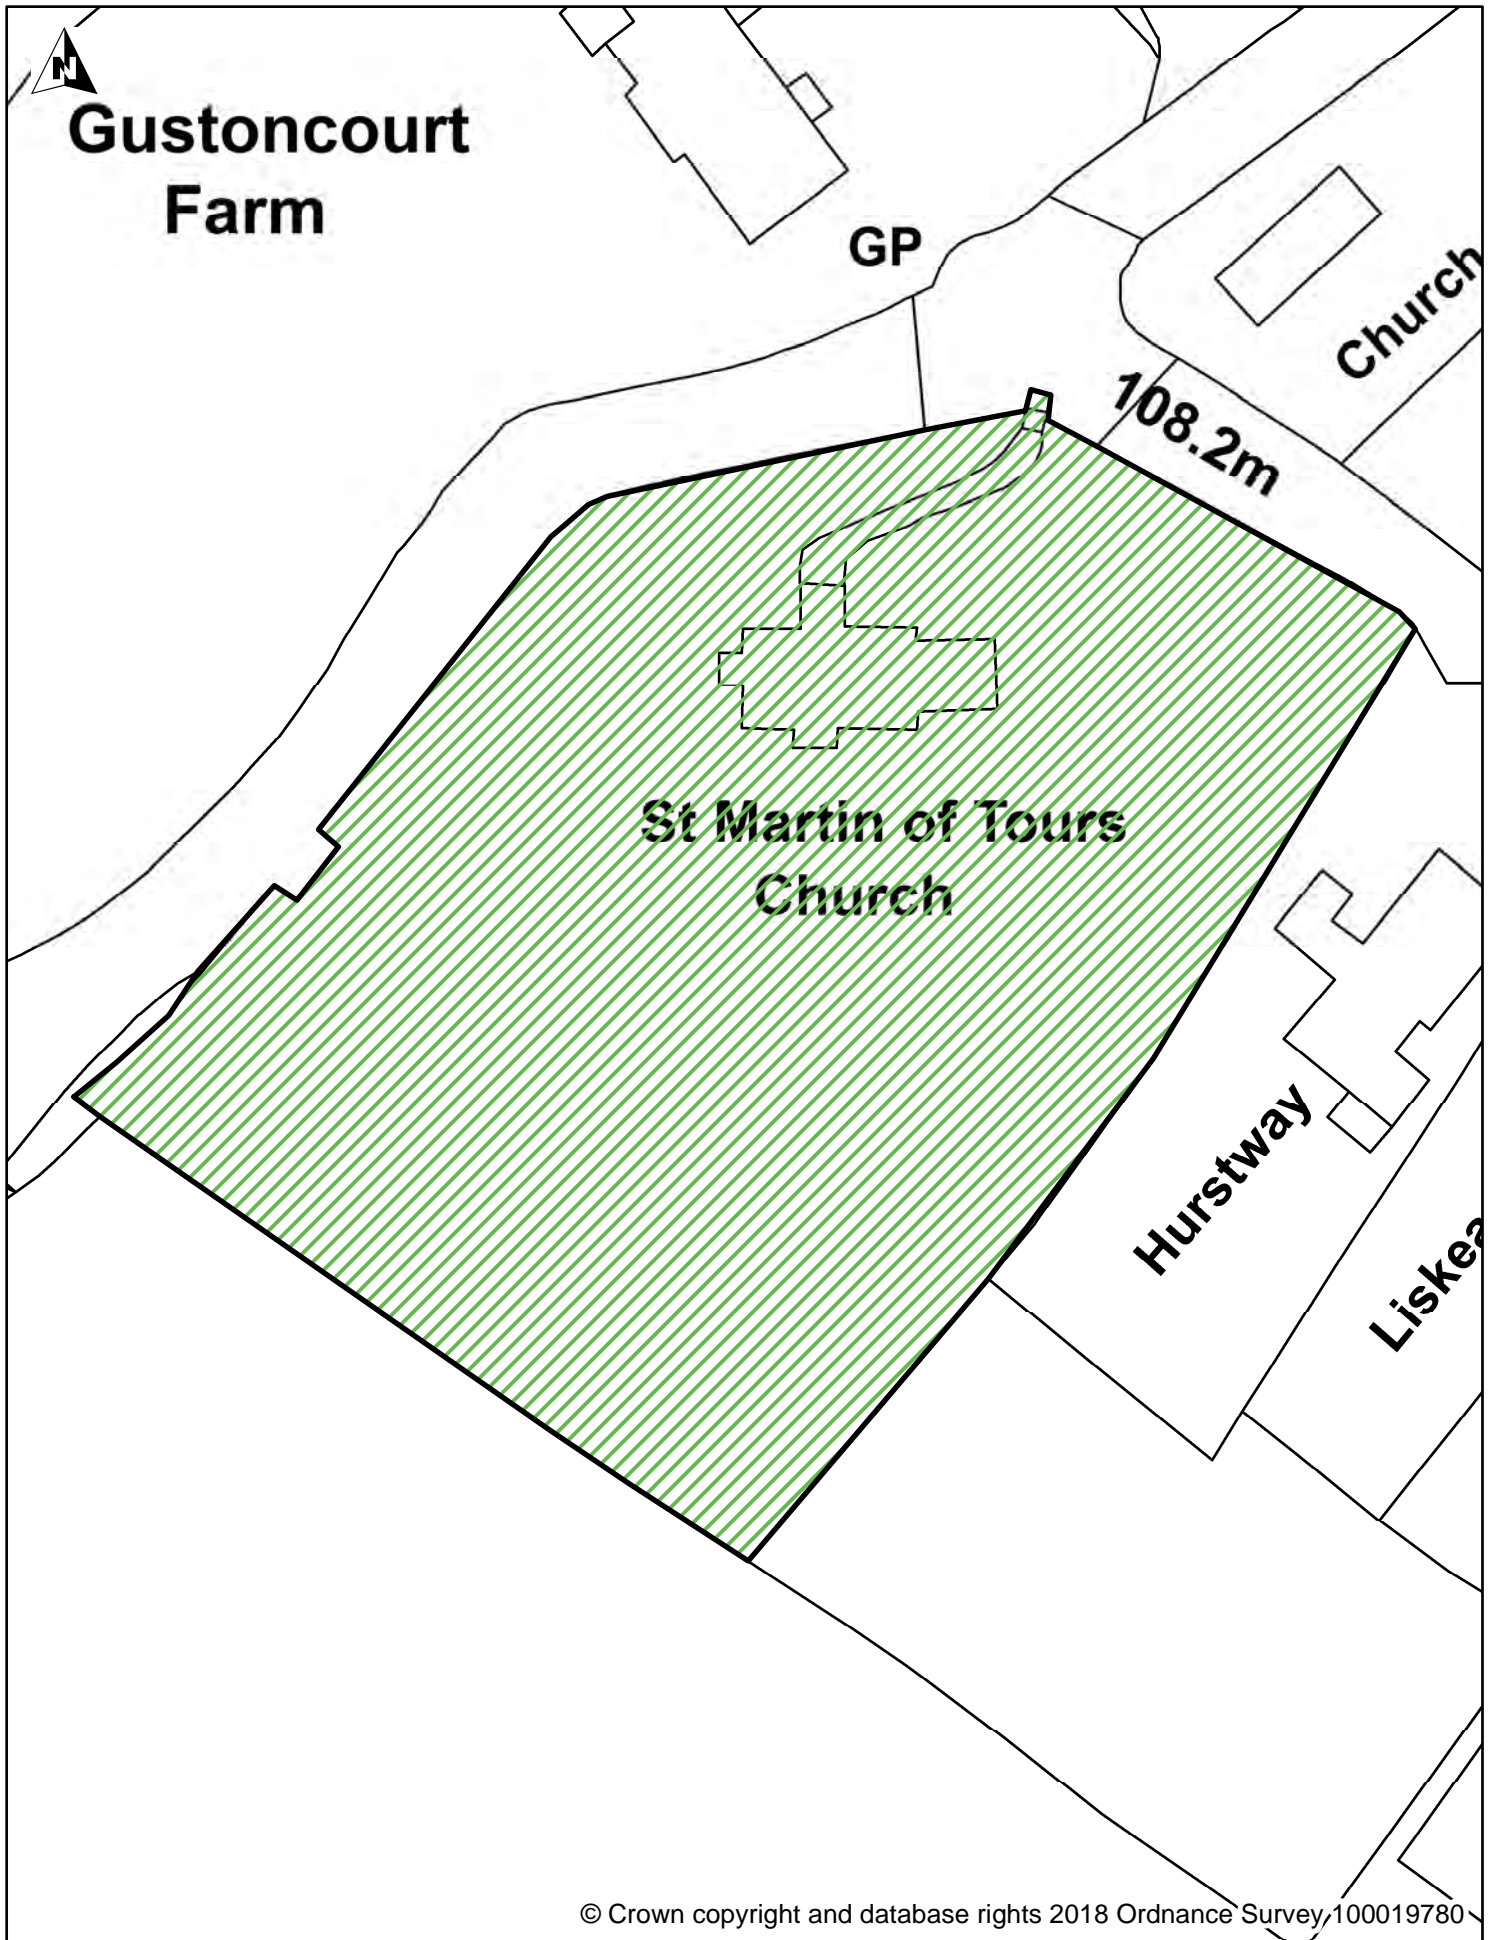 N
Gustoncourt
Farm
GP
Church
108.2m
St Martin of Tours
Church
Hurstway
Liskea
© Crown copyright and database rights 2018 Ordnance Survey 100019780